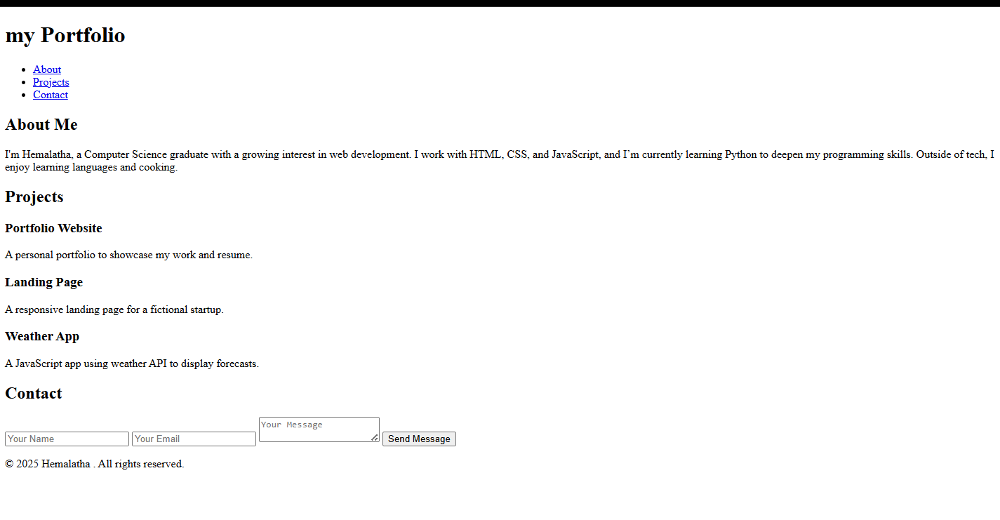 my Portfolio
About
Projects
Contact
About Me
I'm Hemalatha, a Computer Science graduate with a growing interest in web development. I work with HTML, CSS, and JavaScript, and I’m currently learning Python to deepen my programming skills. Outside of tech, I
enjoy learning languages and cooking.
Projects
Portfolio Website
A personal portfolio to showcase my work and resume.
Landing Page
A responsive landing page for a fictional startup.
Weather App
A JavaScript app using weather API to display forecasts.
Contact
Your Name Your Email Your Message Send Message
© 2025 Hemalatha . All rights reserved.